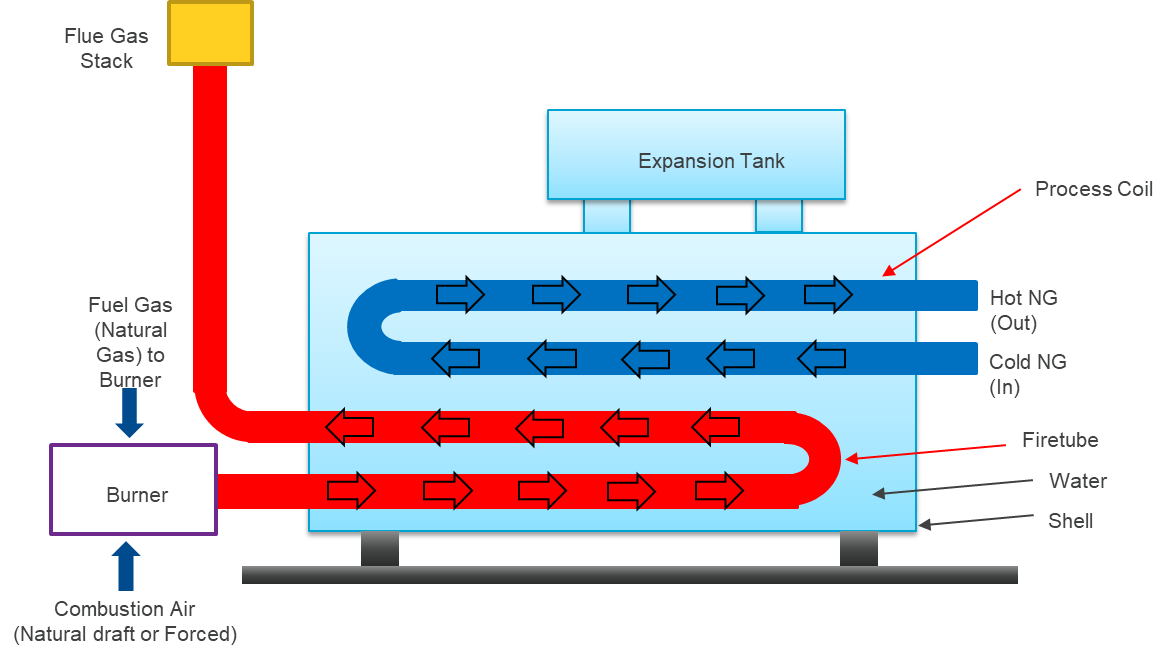 Flue Gas
Stack
Expansion Tank
Process Coil
Fuel Gas
(Natural
Gas) to
Burner
Hot NG
(Out)
Cold NG
(In)
Firetube
Water
Shell
Burner
Combustion Air
(Natural draft or Forced)